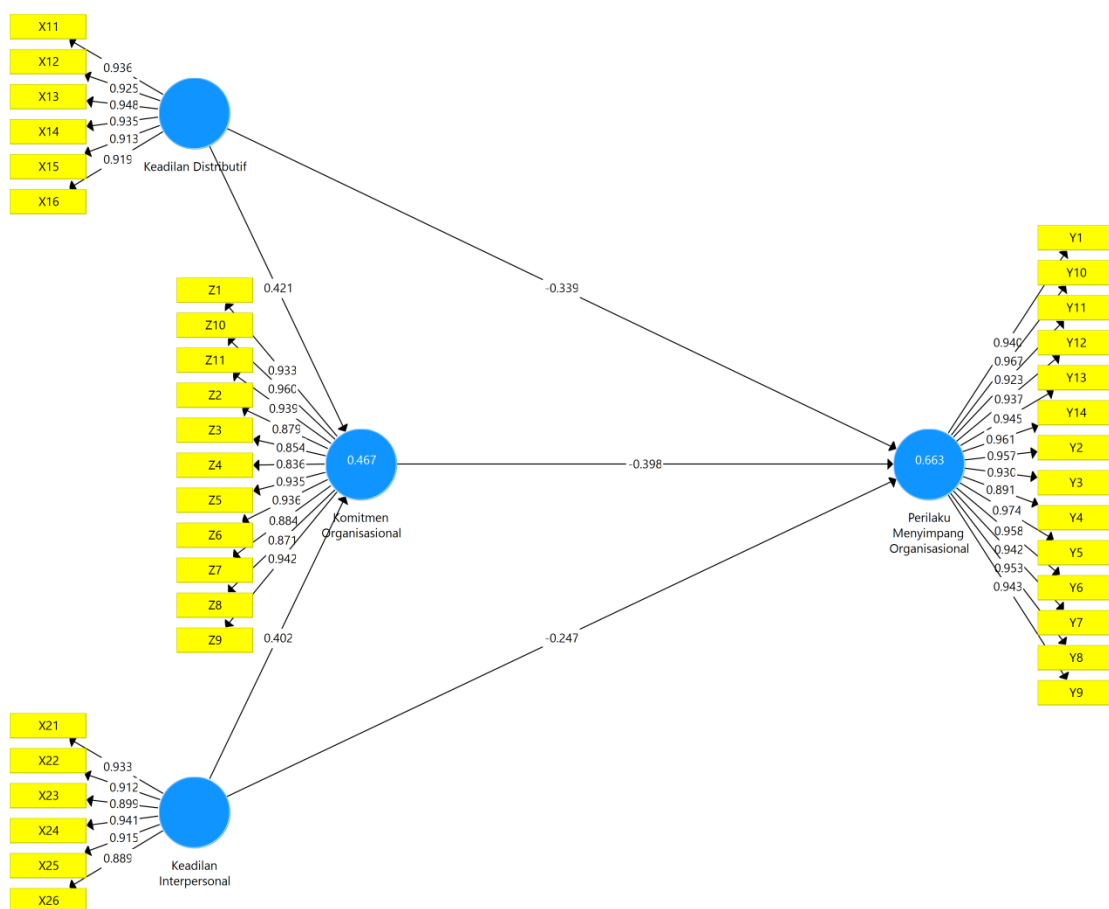 X11
X12
X13
X14
X15
X16
0.936
0.925
0.948
0.935
0.913
0.919
Keadilan Distributif
0.421
-0.339
Z1
Z10
Z11
Z2
Z3
Z4
Z5
Z6
Z7
Z8
Z9
0.933
0.960
0.939
0.879
0.854
0.836
0.935
0.936
0.884
0.871
0.942
0.467
Komitmen
Organisasional
-0.398
0.402
-0.247
X21
X22
X23
X24
X25
X26
0.933
0.912
0.899
0.941
0.915
0.889
Keadilan
Interpersonal
0.663
Perilaku
Menyimpang
Organisasional
0.940
0.967
0.923
0.937
0.945
0.961
0.957
0.930
0.891
0.974
0.958
0.942
0.953
0.943
Y1
Y10
Y11
Y12
Y13
Y14
Y2
Y3
Y4
Y5
Y6
Y7
Y8
Y9